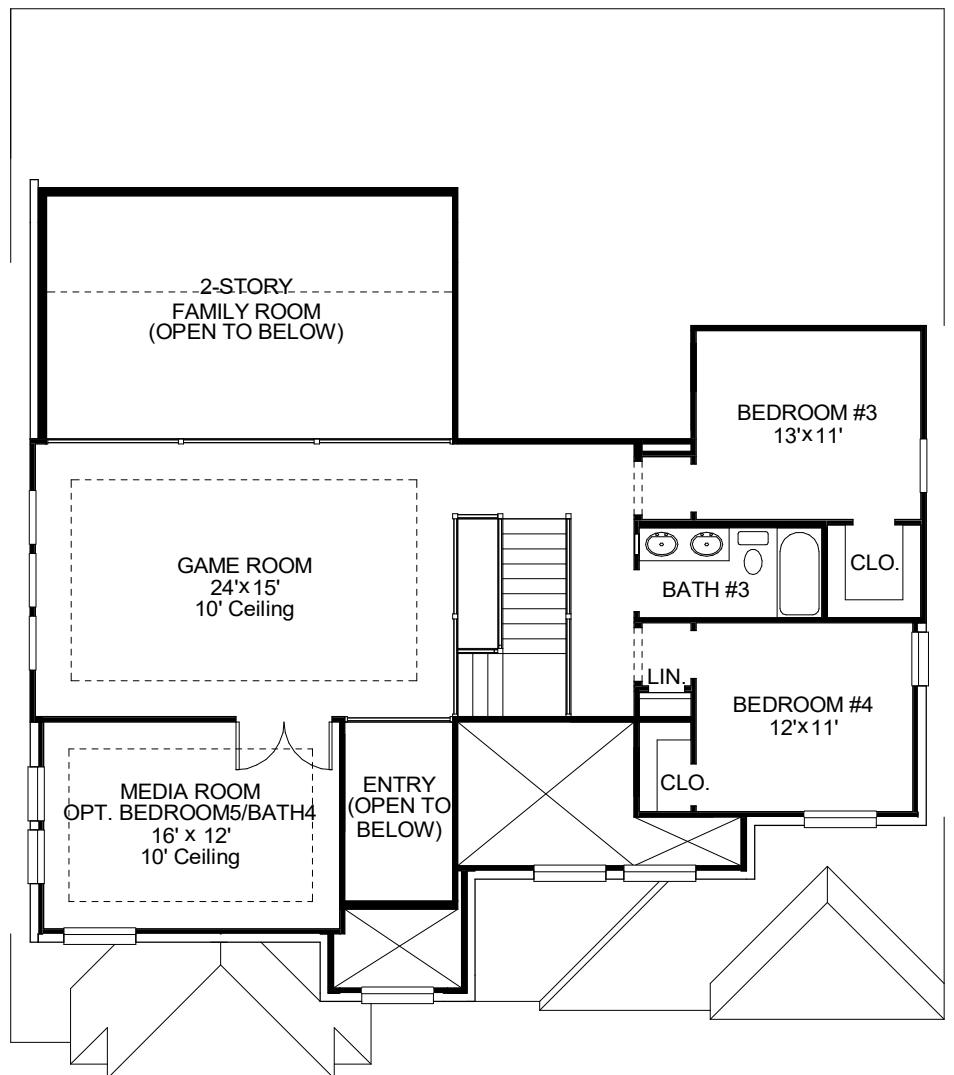 2-STORY
FAMILY ROOM
(OPEN TO BELOW)
BEDROOM #3
13'x11'
GAME ROOM
24'x15'
10' Ceiling
CLO.
BATH #3
LIN.
BEDROOM #4
12'x11'
CLO.
MEDIA ROOM
OPT. BEDROOM5/BATH4
16' x 12'
10' Ceiling
ENTRY
(OPEN TO
BELOW)